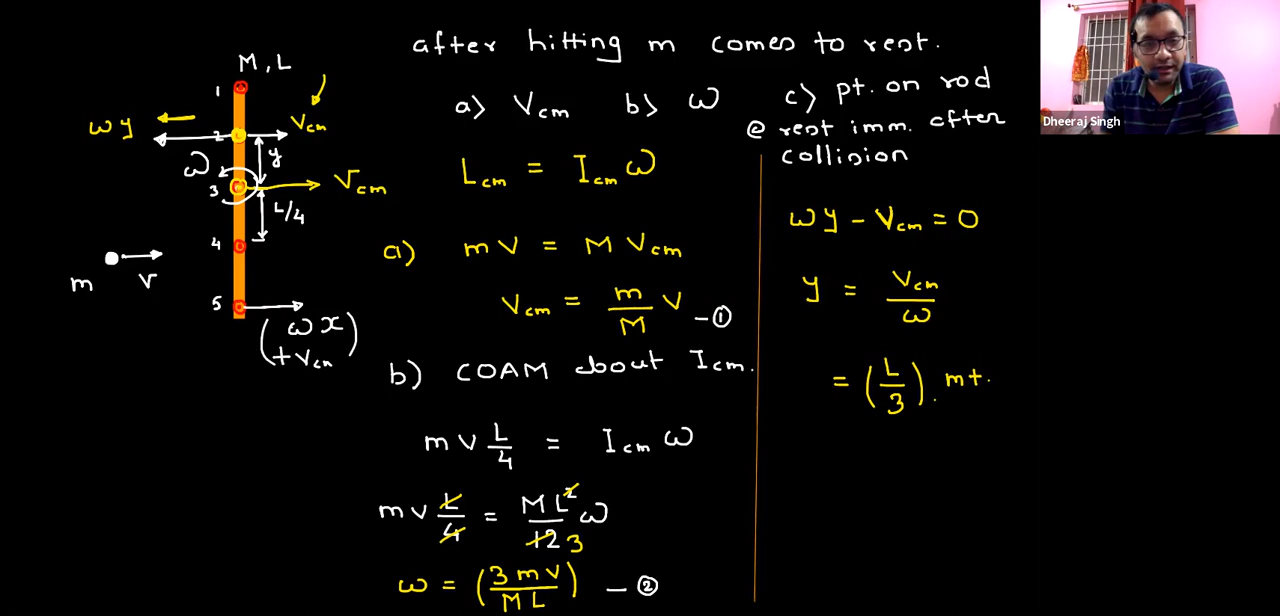 after hitting m comes to rest.
a) Vcm b) ω c) pt. on rod
@ rest imm. after
collision
M, L
1
ωy
2
Vcm
y
ω
3
Vcm
L/4
4
m
v
5
(ωx
+Vcm)
Lcm = Icm ω
a) mV = M Vcm
Vcm = m/M V -①
b) COAM about Icm.
mv L/4 = Icm ω
mv L/4 = ML²/12 3 ω
ω = (3mV/ML) -②
ωy - Vcm = 0
y = Vcm/ω
= (L/3). mt.
Dheeraj Singh